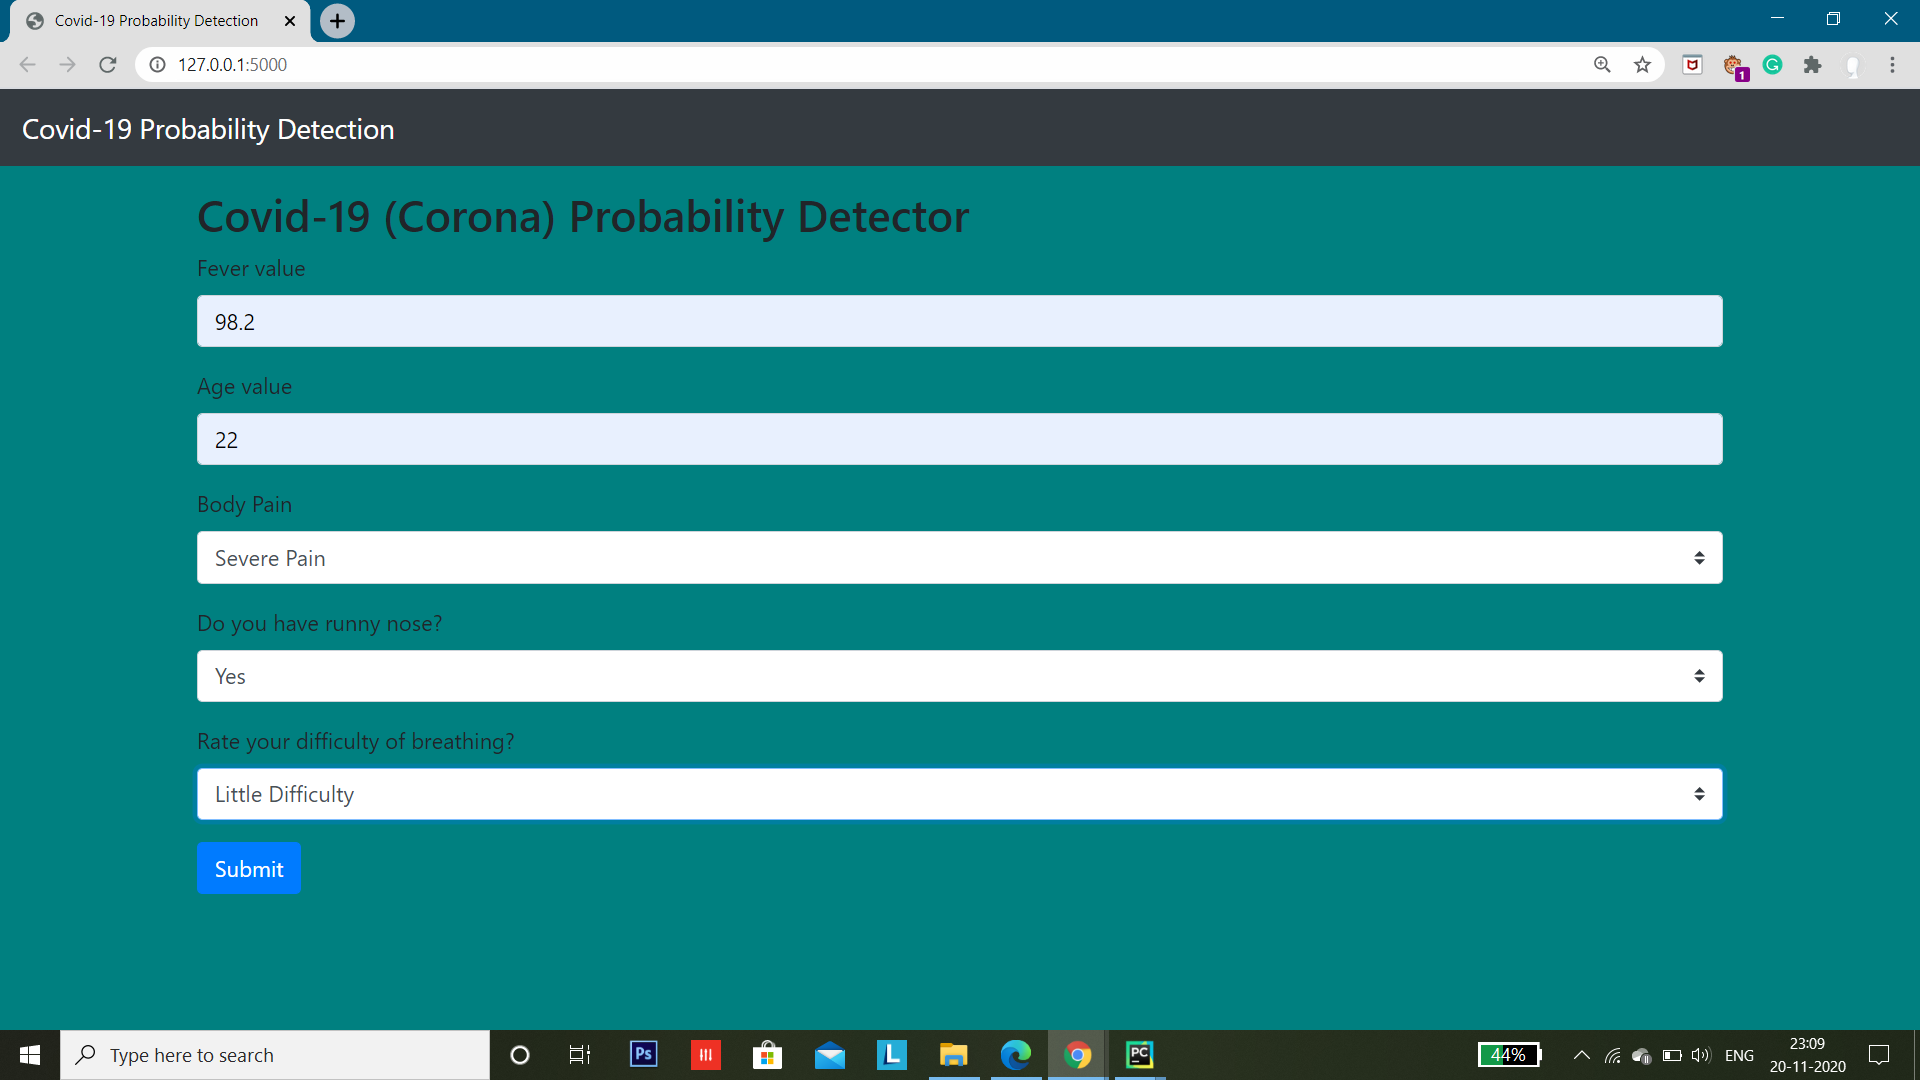 Covid-19 Probability Detection
127.0.0.1:5000
1
Covid-19 Probability Detection
Covid-19 (Corona) Probability Detector
Fever value
98.2
Age value
22
Body Pain
Severe Pain
Do you have runny nose?
Yes
Rate your difficulty of breathing?
Little Difficulty
Submit
Type here to search
Ps
L
PC
44%
ENG
23:09
20-11-2020